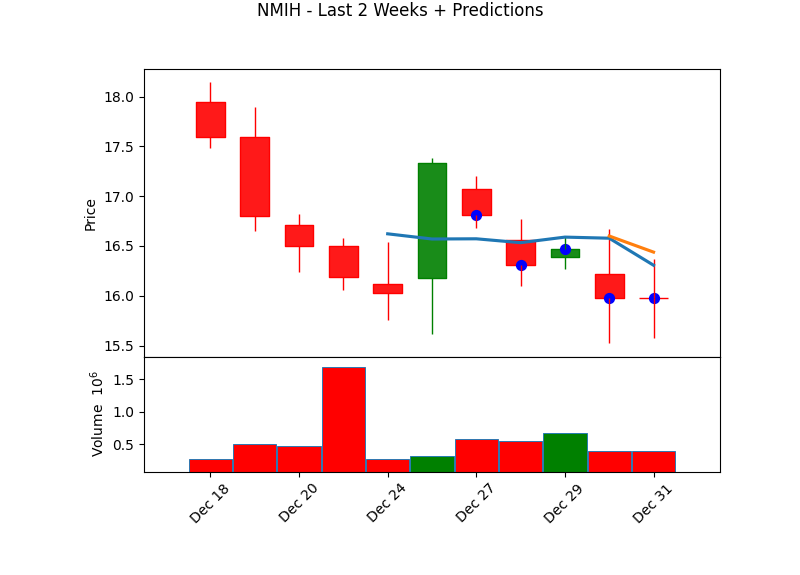 NMIH - Last 2 Weeks + Predictions
18.0
17.5
17.0
16.5
16.0
15.5
Price
1.5
1.0
0.5
Volume 10^6
Dec 18
Dec 20
Dec 24
Dec 27
Dec 29
Dec 31